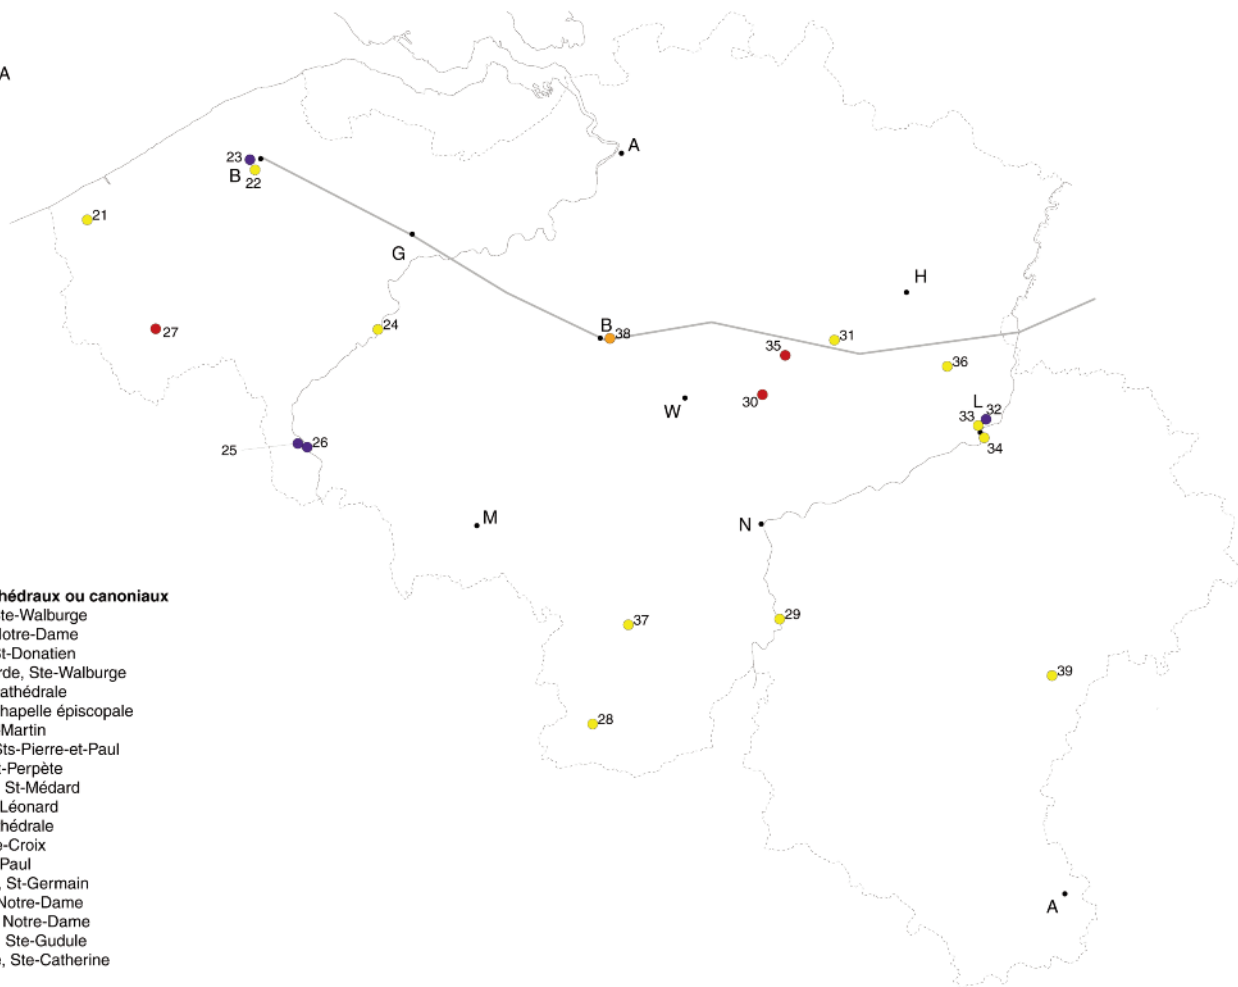 A
A
23
B
22
21
G
H
27
24
B
38
31
35
36
30
W
L
32
33
34
25
26
M
N
37
29
39
28
A
hédraux ou canoniaux
te-Walburge
lotre-Dame
t-Donatien
rde, Ste-Walburge
athédrale
hapelle épiscopale
-Martin
Sts-Pierre-et-Paul
t-Perpète
, St-Médard
Léonard
hédrale
e-Croix
Paul
, St-Germain
Notre-Dame
Notre-Dame
, Ste-Gudule
e, Ste-Catherine